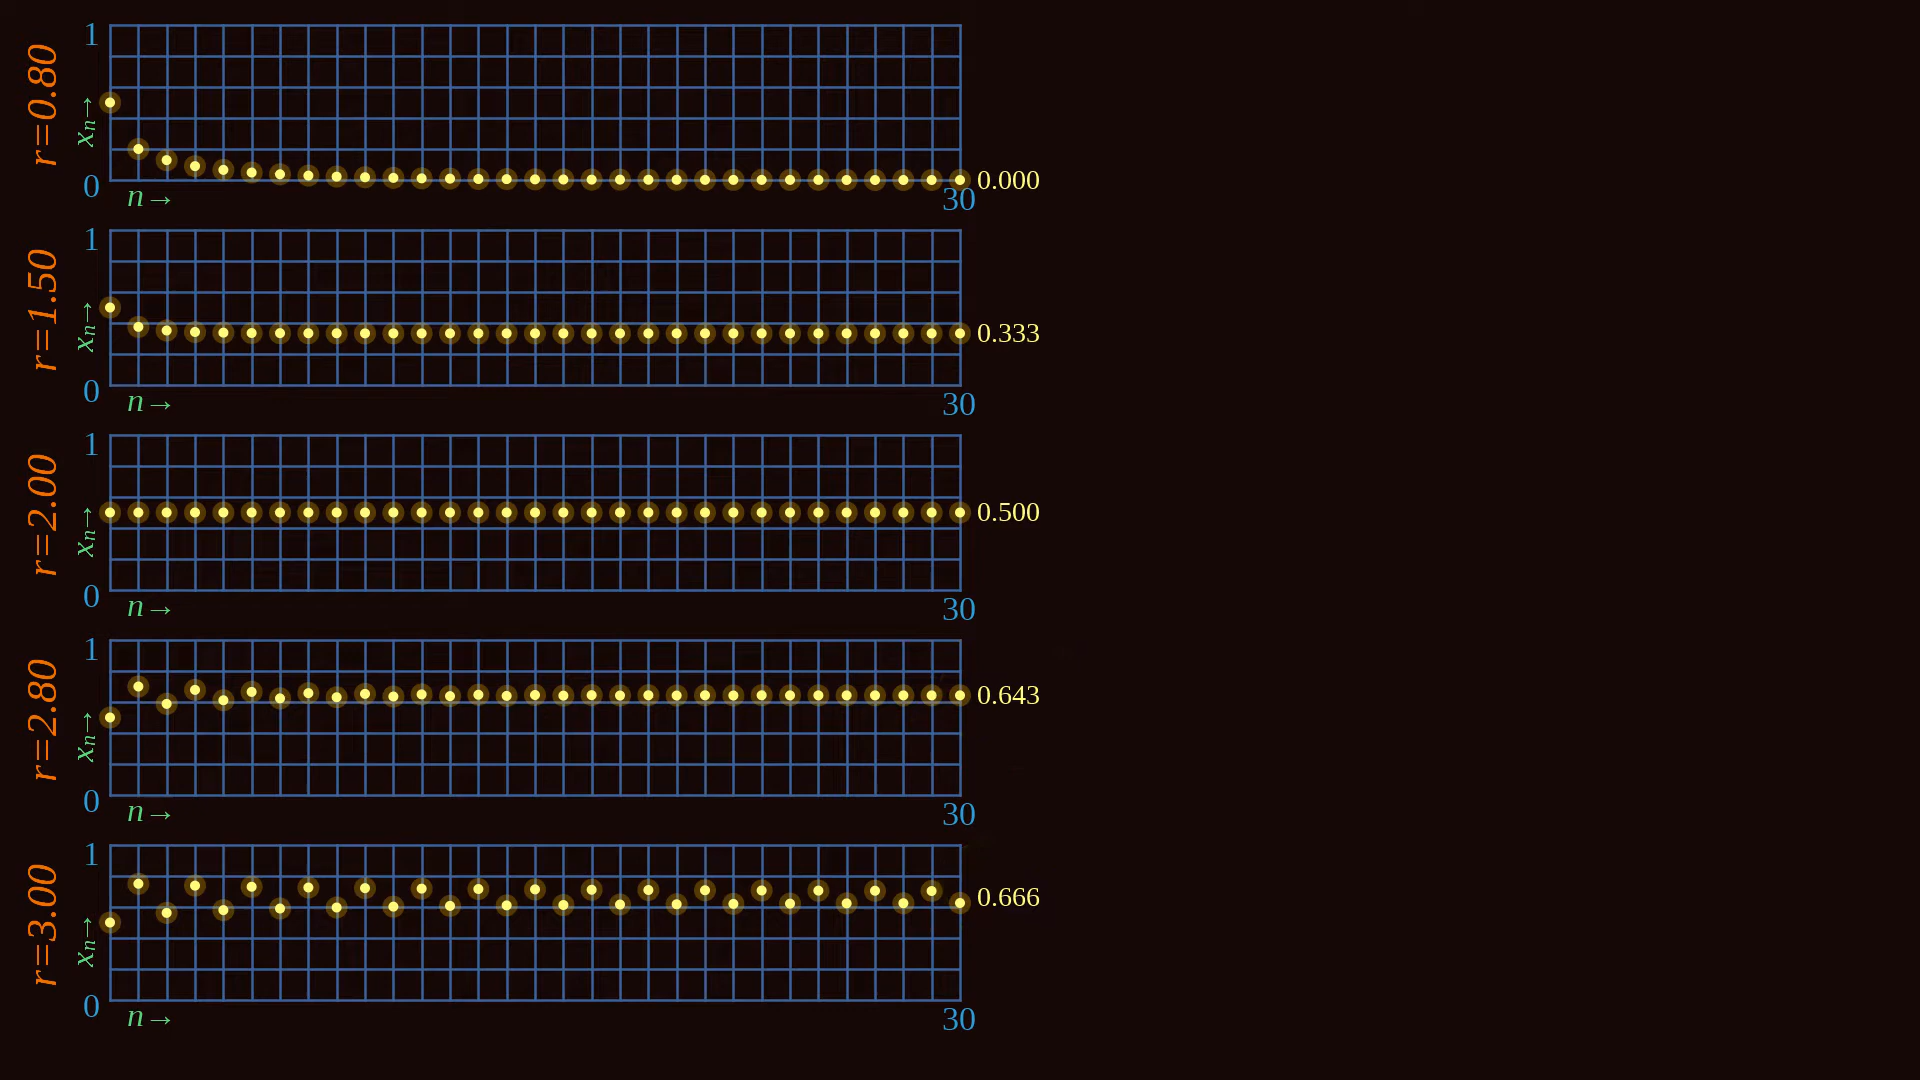 r=0.80
1
xn→
0
n→
30
0.000
r=1.50
1
xn→
0
n→
30
0.333
r=2.00
1
xn→
0
n→
30
0.500
r=2.80
1
xn→
0
n→
30
0.643
r=3.00
1
xn→
0
n→
30
0.666